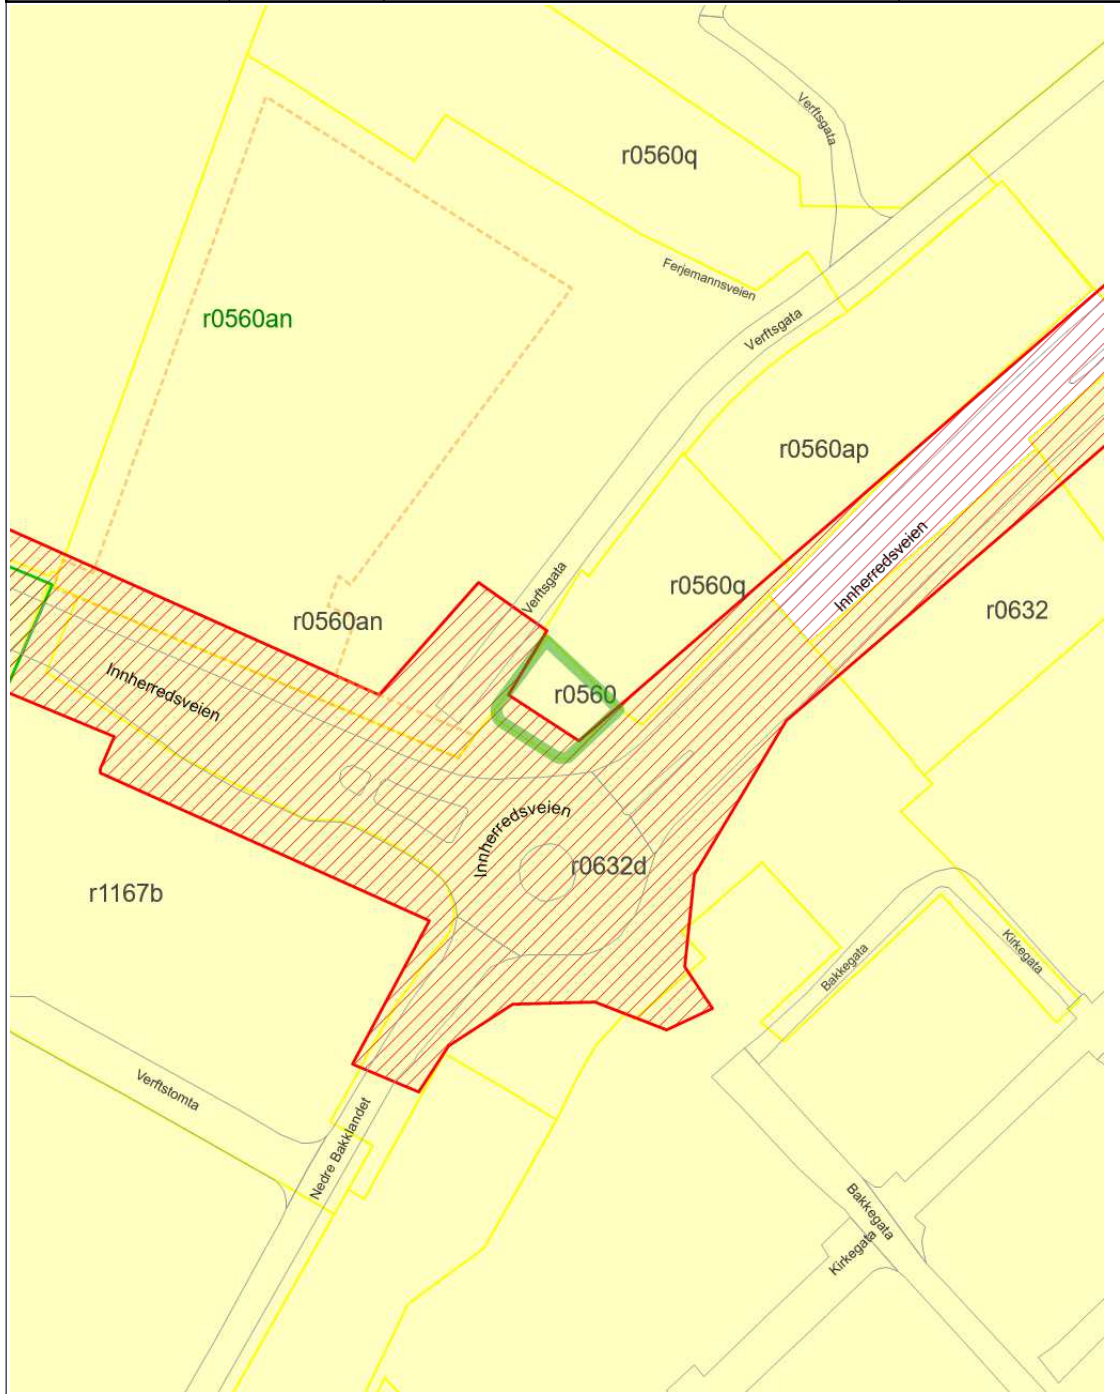 Verftsgata
r0560q
Ferjemannsveien
r0560an
Verftsgata
r0560ap
Innherredsveien
Verftsgata
r0560q
r0632
r0560an
Innherredsveien
r0560
Innherredsveien
r0632d
r1167b
Bakkegata
Kirkegata
Verftstomta
Nedre Bakklandet
Bakkegata
Kirkegata